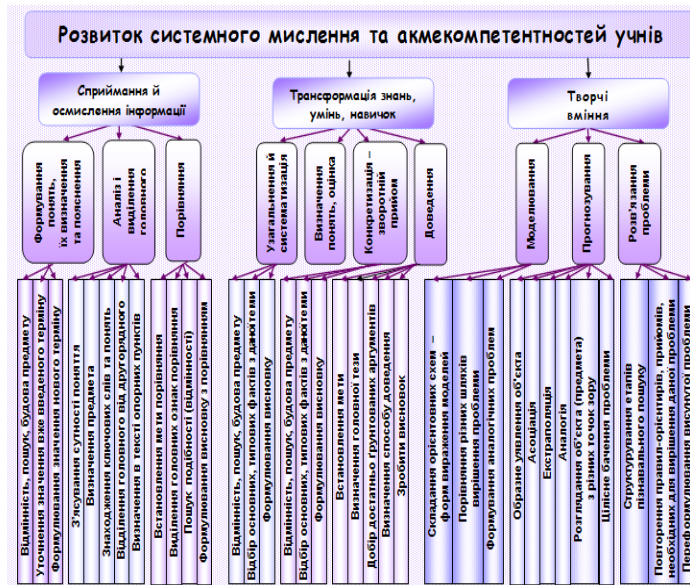 Розвиток системного мислення та акмекомпетентностей учнів
Сприймання й
осмислення інформації
Трансформація знань,
умінь, навичок
Творчі
вміння
Формування
понять,
їх визначення
та пояснення
Аналіз і
виділення
головного
Порівняння
Узагальнення й
систематизація
Визначення
понять, оцінка
Конкретизація –
зворотній
прийом
Доведення
Моделювання
Прогнозування
Розв'язання
проблеми
Відмінність, пошук, будова предмету
Уточнення значення вже введеного терміну
Формулювання значення нового терміну
З'ясування сутності поняття
Визначення предмета
Знаходження ключових слів та понять
Відділення головного від другорядного
Визначення в тексті опорних пунктів
Встановлення мети порівняння
Виділення головних ознак порівняння
Пошук подібності (відмінності)
Формулювання висновку з порівнянням
Відмінність, пошук, будова предмету
Відбір основних, типових фактів з даноїтеми
Формулювання висновку
Відмінність, пошук, будова предмету
Відбір основних, типових фактів з даноїтеми
Формулювання висновку
Встановлення мети
Визначення головної тези
Добір достатньо ґрунтованих аргументів
Визначення способу доведення
Зробити висновок
Складання орієнтовних схем –
форм вираження моделей
Порівняння різних шляхів
вирішення проблеми
Формування аналогічних проблем
Образне уявлення об'єкта
Асоціація
Екстраполяція
Аналогія
Розглядання об'єкта (предмета)
з різних точок зору
Цілісне бачення проблеми
Структурування етапів
пізнавального пошуку
Повторення правил-орієнтирів, прийомів,
необхідних для вирішення даної проблеми
Переформулювання висунутої проблеми